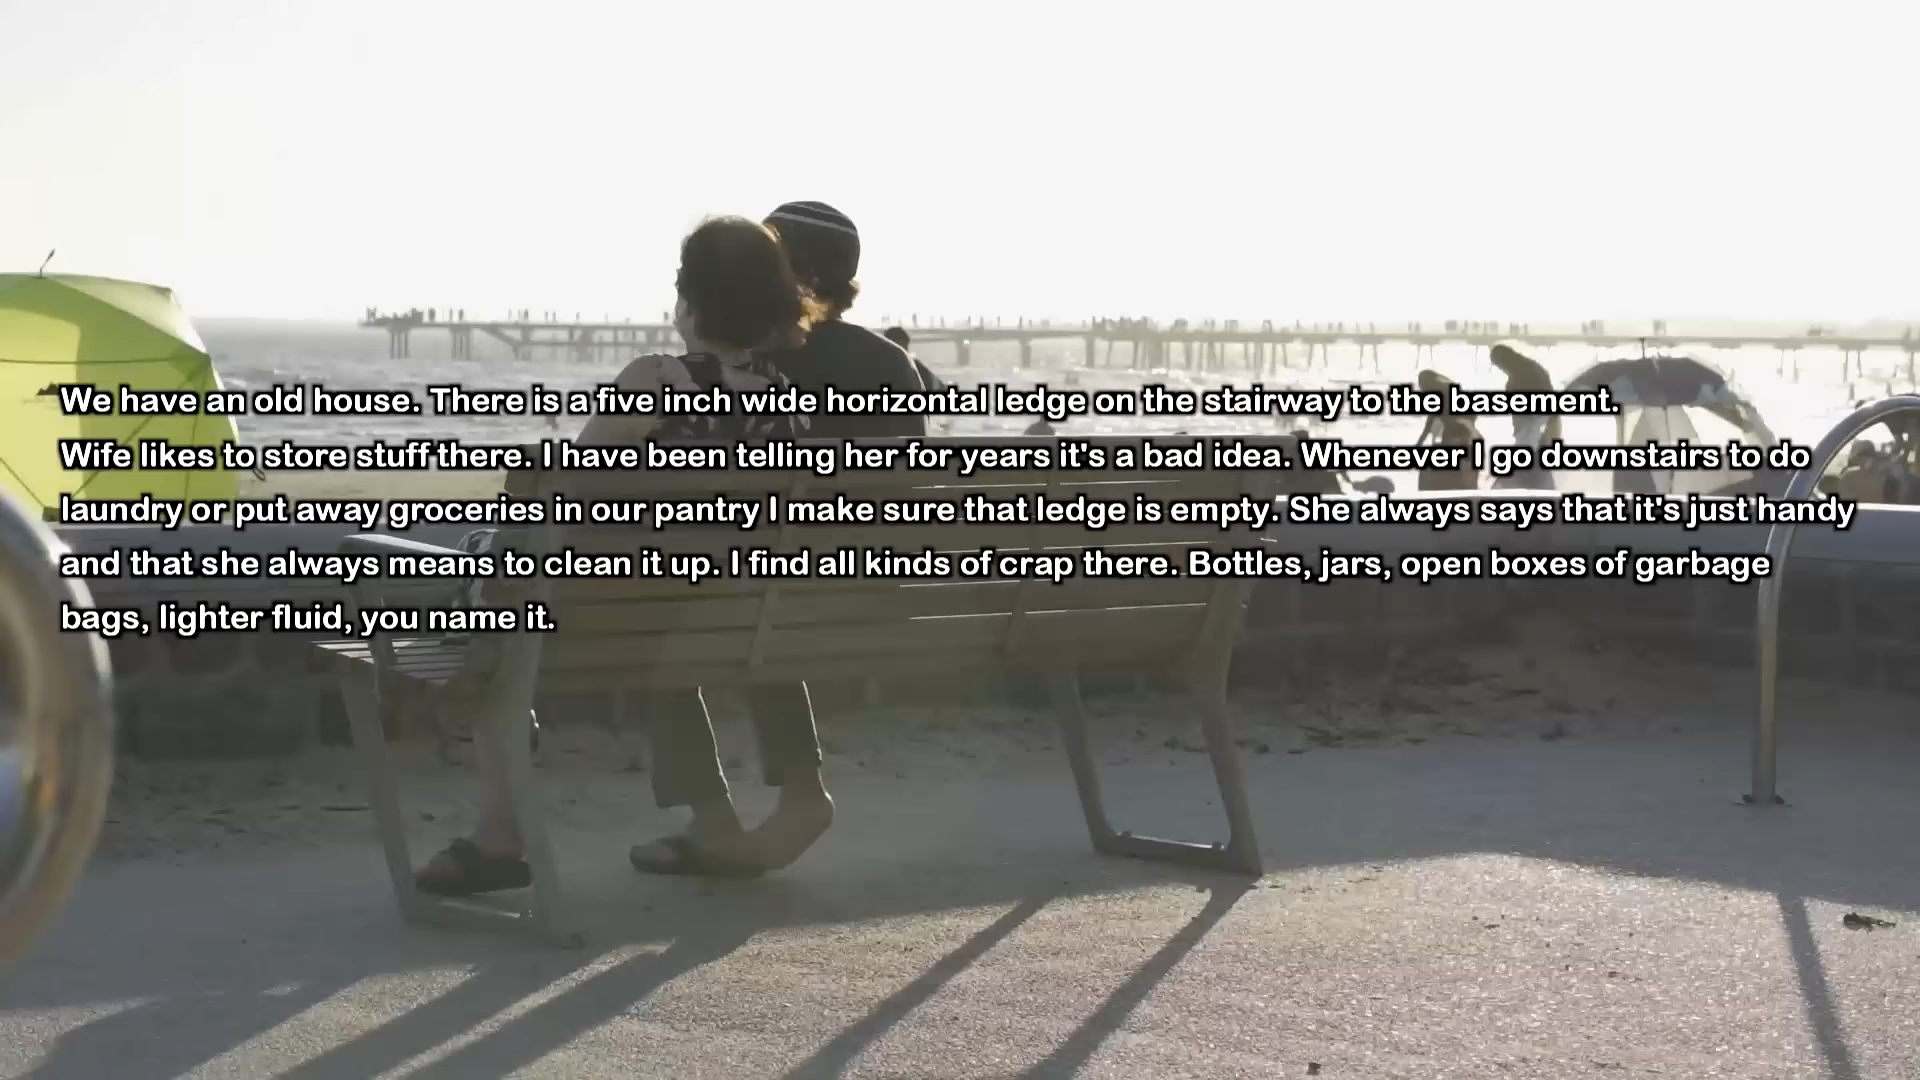 We have an old house. There is a five inch wide horizontal ledge on the stairway to the basement.
Wife likes to store stuff there. I have been telling her for years it's a bad idea. Whenever I go downstairs to do
laundry or put away groceries in our pantry I make sure that ledge is empty. She always says that it's just handy
and that she always means to clean it up. I find all kinds of crap there. Bottles, jars, open boxes of garbage
bags, lighter fluid, you name it.